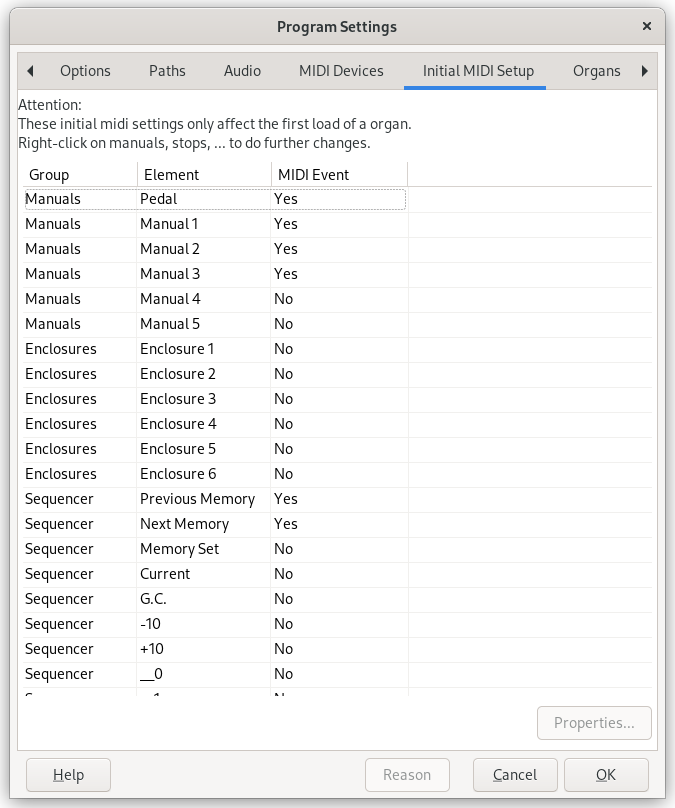 Program Settings
Options Paths Audio MIDI Devices Initial MIDI Setup Organs
Attention:
These initial midi settings only affect the first load of a organ.
Right-click on manuals, stops, ... to do further changes.
Group Element MIDI Event
Manuals Pedal Yes
Manuals Manual 1 Yes
Manuals Manual 2 Yes
Manuals Manual 3 Yes
Manuals Manual 4 No
Manuals Manual 5 No
Enclosures Enclosure 1 No
Enclosures Enclosure 2 No
Enclosures Enclosure 3 No
Enclosures Enclosure 4 No
Enclosures Enclosure 5 No
Enclosures Enclosure 6 No
Sequencer Previous Memory Yes
Sequencer Next Memory Yes
Sequencer Memory Set No
Sequencer Current No
Sequencer G.C. No
Sequencer -10 No
Sequencer +10 No
Sequencer __0 No
Properties...
Help Reason Cancel OK